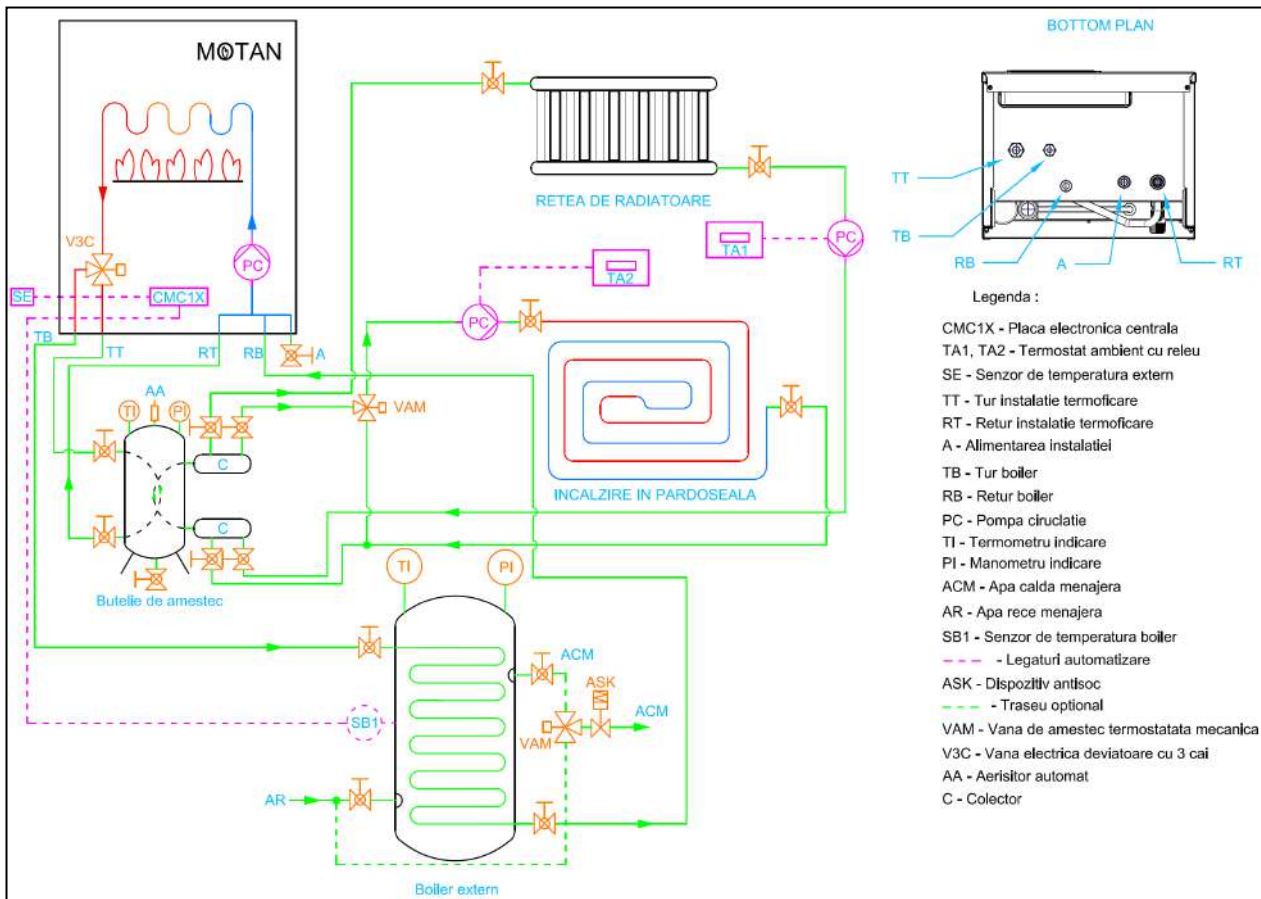 MOTAN
BOTTOM PLAN
V3C
PC
SE
CMC1X
TB
TT
RT
RB
A
RETEA DE RADIATOARE
TA1
PC
TA2
PC
TT
TB
RB
A
RT
AA
TI
PI
VAM
C
C
INCALZIRE IN PARDOSEALA
Butelie de amestec
TI
PI
ACM
ASK
SB1
VAM
ACM
AR
Boiler extern
Legenda :
CMC1X - Placa electronica centrala
TA1, TA2 - Termostat ambient cu releu
SE - Senzor de temperatura extern
TT - Tur instalatie termoficare
RT - Retur instalatie termoficare
A - Alimentarea instalatiei
TB - Tur boiler
RB - Retur boiler
PC - Pompa ciruclatie
TI - Termometru indicare
PI - Manometru indicare
ACM - Apa calda menajera
AR - Apa rece menajera
SB1 - Senzor de temperatura boiler
- Legaturi automatizare
ASK - Dispozitiv antisoc
- Traseu optional
VAM - Vana de amestec termostatata mecanica
V3C - Vana electrica deviatoare cu 3 cai
AA - Aerisitor automat
C - Colector